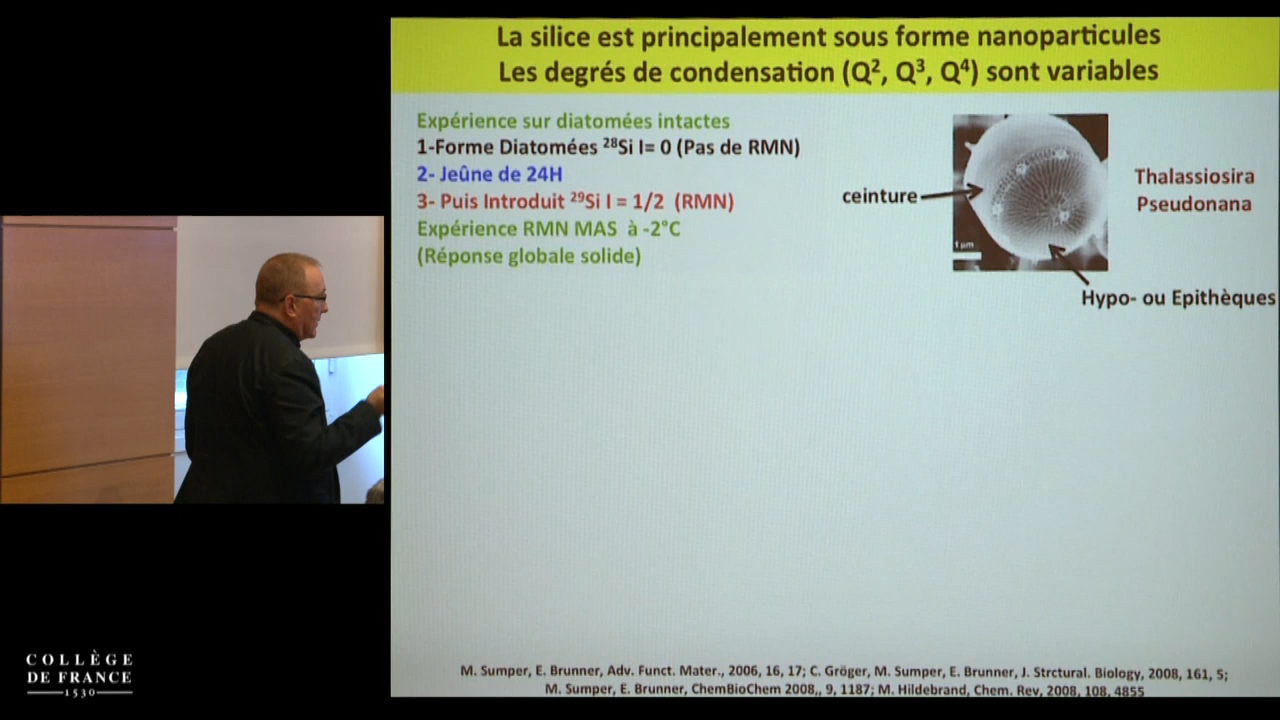 La silice est principalement sous forme nanoparticules
Les degrés de condensation (Q², Q³, Q⁴) sont variables
Expérience sur diatomées intactes
1-Forme Diatomées ²⁸Si I= 0 (Pas de RMN)
2- Jeûne de 24H
3- Puis Introduit ²⁹Si I = 1/2 (RMN)
Expérience RMN MAS à -2°C
(Réponse globale solide)
ceinture
1 µm
Thalassiosira
Pseudonana
Hypo- ou Epithèques
M. Sumper, E. Brunner, Adv. Funct. Mater., 2006, 16, 17; C. Gröger, M. Sumper, E. Brunner, J. Strctural. Biology, 2008, 161, 5;
M. Sumper, E. Brunner, ChemBioChem 2008,, 9, 1187; M. Hildebrand, Chem. Rev, 2008, 108, 4855
COLLÈGE
DE FRANCE
1530